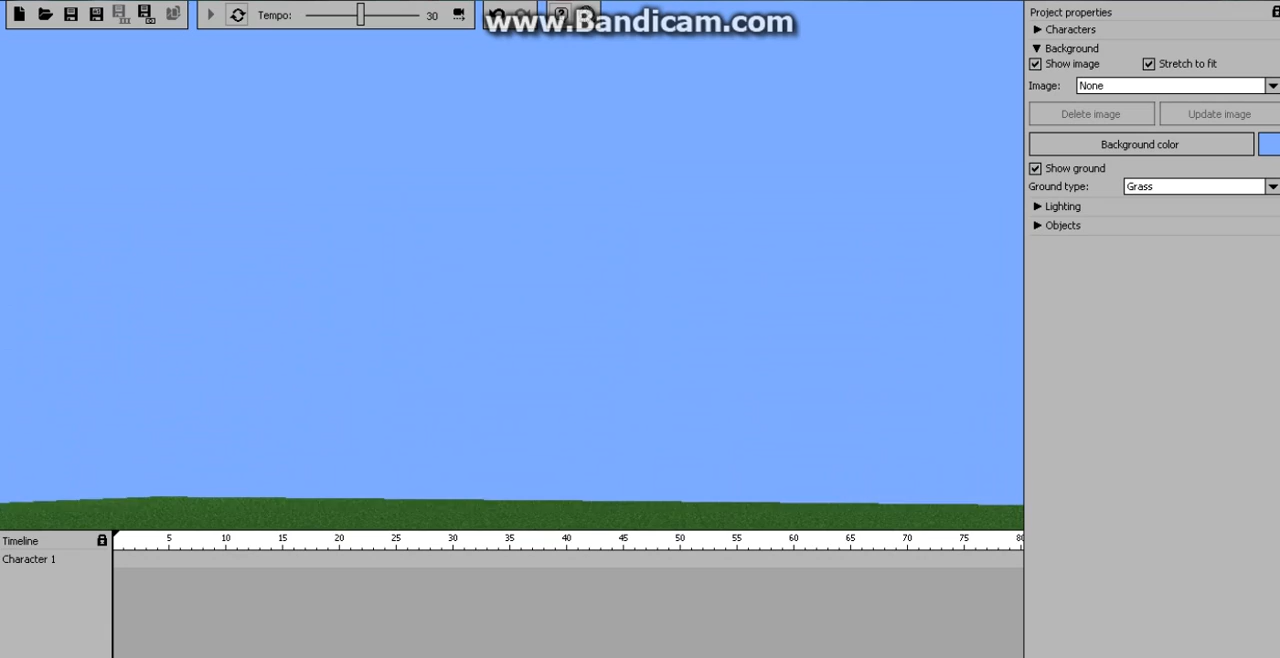 Tempo:
30
www.Bandicam.com
Project properties
Characters
Background
Show image
Stretch to fit
Image:
None
Delete image
Update image
Background color
Show ground
Ground type:
Grass
Lighting
Objects
Timeline
5 10 15 20 25 30 35 40 45 50 55 60 65 70 75 80
Character 1